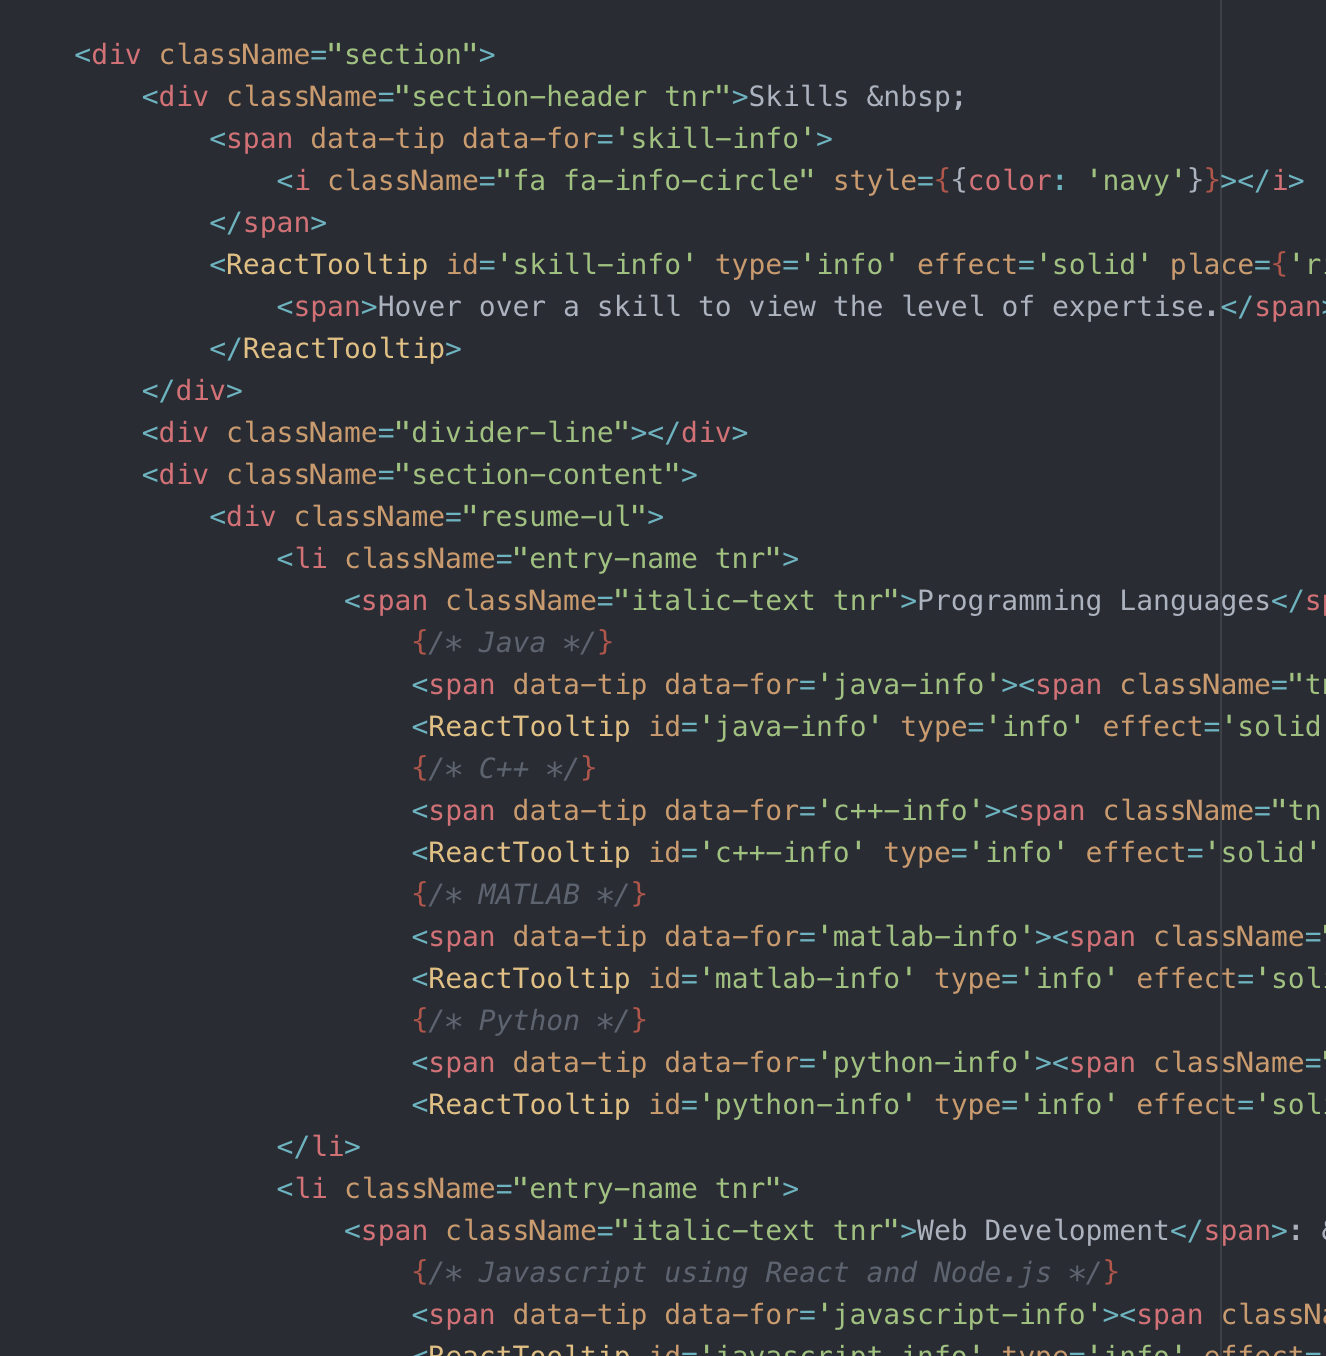 <div className="section">
<div className="section-header tnr">Skills &nbsp;
<span data-tip data-for='skill-info'>
<i className="fa fa-info-circle" style={{color: 'navy'}}></i>
</span>
<ReactTooltip id='skill-info' type='info' effect='solid' place={'ri
<span>Hover over a skill to view the level of expertise.</span>
</ReactTooltip>
</div>
<div className="divider-line"></div>
<div className="section-content">
<div className="resume-ul">
<li className="entry-name tnr">
<span className="italic-text tnr">Programming Languages</sp
{/* Java */}
<span data-tip data-for='java-info'><span className="tn
<ReactTooltip id='java-info' type='info' effect='solid
{/* C++ */}
<span data-tip data-for='c++-info'><span className="tn
<ReactTooltip id='c++-info' type='info' effect='solid'
{/* MATLAB */}
<span data-tip data-for='matlab-info'><span className="
<ReactTooltip id='matlab-info' type='info' effect='sol
{/* Python */}
<span data-tip data-for='python-info'><span className="
<ReactTooltip id='python-info' type='info' effect='sol
</li>
<li className="entry-name tnr">
<span className="italic-text tnr">Web Development</span>: &
{/* Javascript using React and Node.js */}
<span data-tip data-for='javascript-info'><span classNa
<ReactTooltip id='javascript-info' type='info' effect=